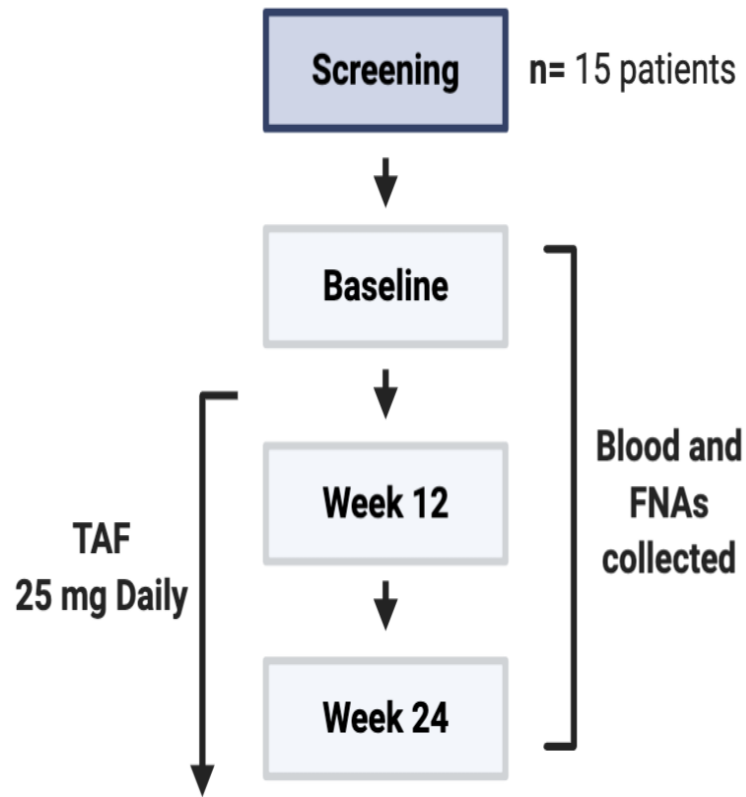 Screening
n= 15 patients
Baseline
Week 12
Week 24
Blood and
FNAs
collected
TAF
25 mg Daily